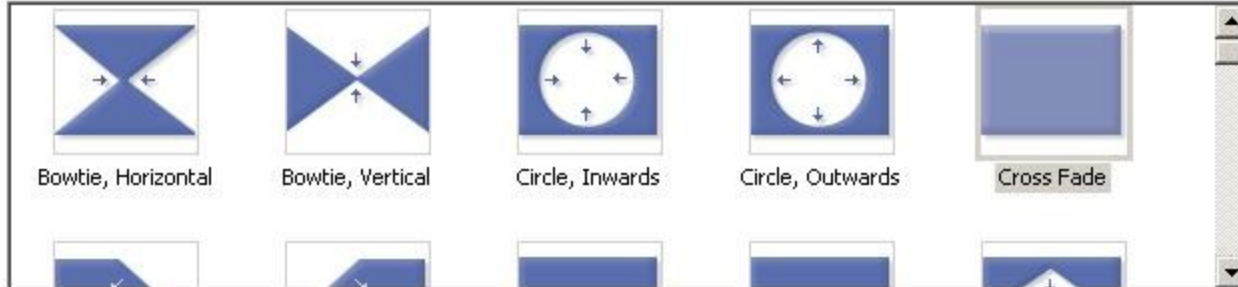 Bowtie, Horizontal
Bowtie, Vertical
Circle, Inwards
Circle, Outwards
Cross Fade